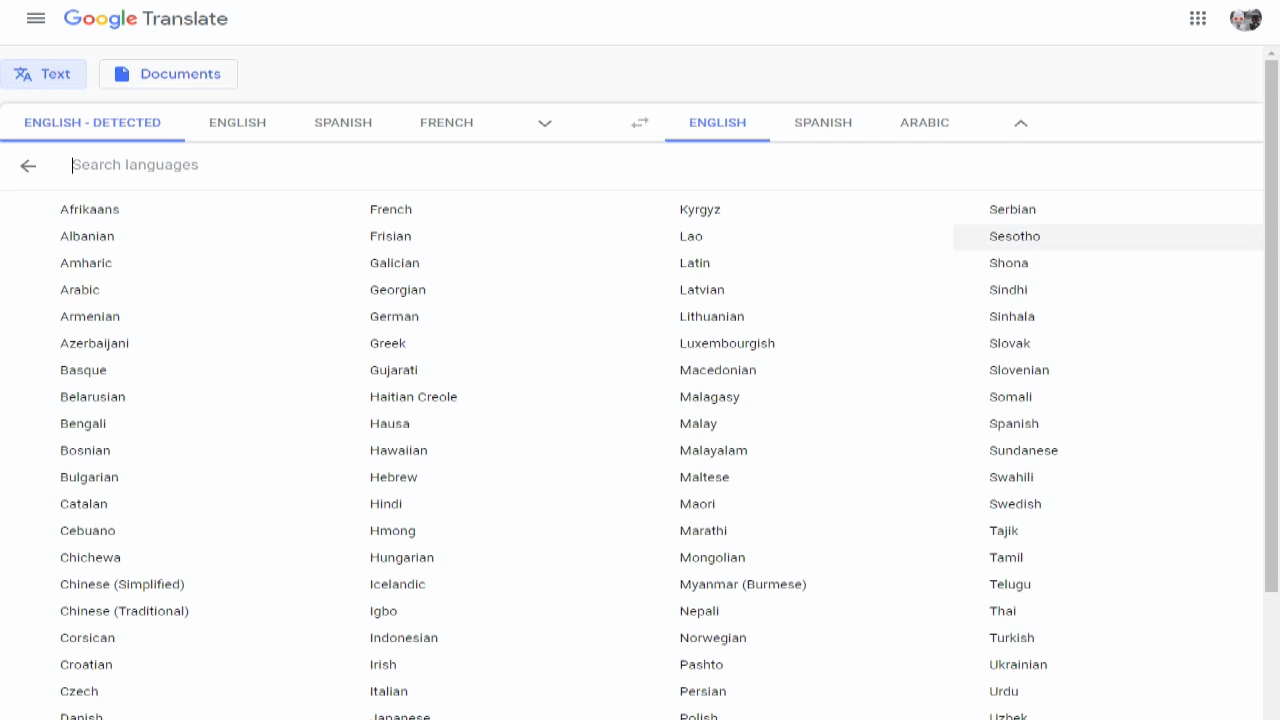 Google Translate
Text Documents
ENGLISH - DETECTED ENGLISH SPANISH FRENCH ENGLISH SPANISH ARABIC
Search languages
Afrikaans French Kyrgyz Serbian
Albanian Frisian Lao Sesotho
Amharic Galician Latin Shona
Arabic Georgian Latvian Sindhi
Armenian German Lithuanian Sinhala
Azerbaijani Greek Luxembourgish Slovak
Basque Gujarati Macedonian Slovenian
Belarusian Haitian Creole Malagasy Somali
Bengali Hausa Malay Spanish
Bosnian Hawaiian Malayalam Sundanese
Bulgarian Hebrew Maltese Swahili
Catalan Hindi Maori Swedish
Cebuano Hmong Marathi Tajik
Chichewa Hungarian Mongolian Tamil
Chinese (Simplified) Icelandic Myanmar (Burmese) Telugu
Chinese (Traditional) Igbo Nepali Thai
Corsican Indonesian Norwegian Turkish
Croatian Irish Pashto Ukrainian
Czech Italian Persian Urdu
Danish Japanese Polish Uzbek